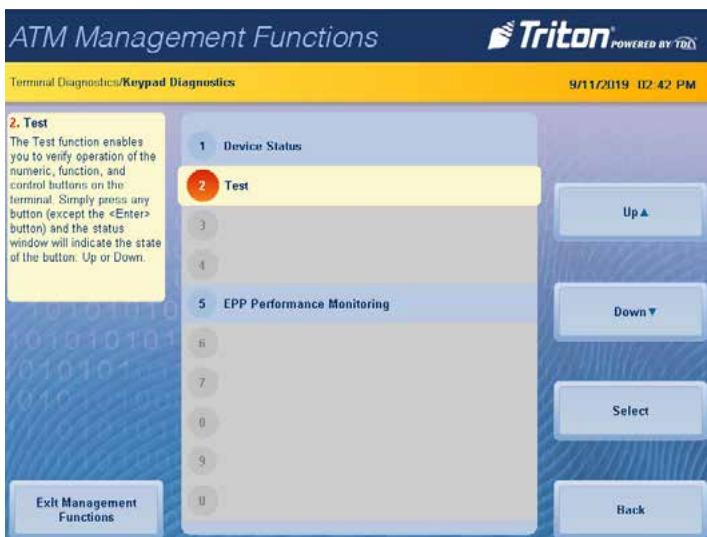 ATM Management Functions
Triton POWERED BY TDL
Terminal Diagnostics/Keypad Diagnostics
9/11/2019 02:42 PM
2. Test
The Test function enables
you to verify operation of the
numeric, function, and
control buttons on the
terminal. Simply press any
button (except the <Enter>
button) and the status
window will indicate the state
of the button: Up or Down.
1 Device Status
2 Test
3
4
5 EPP Performance Monitoring
6
7
8
9
0
Up▲
Down▼
Select
Back
Exit Management
Functions